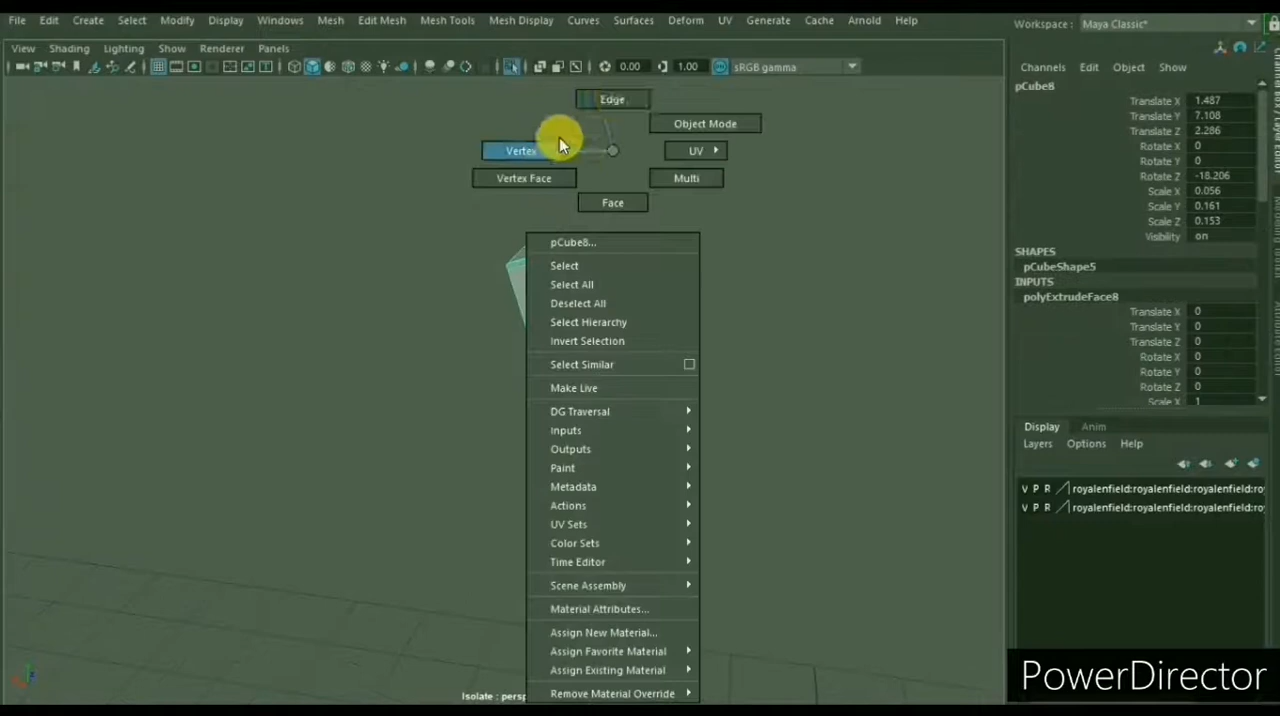 File Edit Create Select Modify Display Windows Mesh Edit Mesh Mesh Tools Mesh Display Curves Surfaces Deform UV Generate Cache Arnold Help
Workspace : Maya Classic*
View Shading Lighting Show Renderer Panels
0.00 1.00 sRGB gamma
Channels Edit Object Show
pCube8
Translate X 1.487
Translate Y 7.108
Translate Z 2.286
Rotate X 0
Rotate Y 0
Rotate Z -18.206
Scale X 0.056
Scale Y 0.161
Scale Z 0.153
Visibility on
SHAPES
pCubeShape5
INPUTS
polyExtrudeFace8
Translate X 0
Translate Y 0
Translate Z 0
Rotate X 0
Rotate Y 0
Rotate Z 0
Scale X 1
Display Anim
Layers Options Help
V P R royalenfield:royalenfield:royalenfield:ro
V P R royalenfield:royalenfield:royalenfield:ro
Edge
Object Mode
Vertex
UV
Vertex Face
Multi
Face
pCube8...
Select
Select All
Deselect All
Select Hierarchy
Invert Selection
Select Similar
Make Live
DG Traversal
Inputs
Outputs
Paint
Metadata
Actions
UV Sets
Color Sets
Time Editor
Scene Assembly
Material Attributes...
Assign New Material...
Assign Favorite Material
Assign Existing Material
Remove Material Override
Isolate : persp
PowerDirector